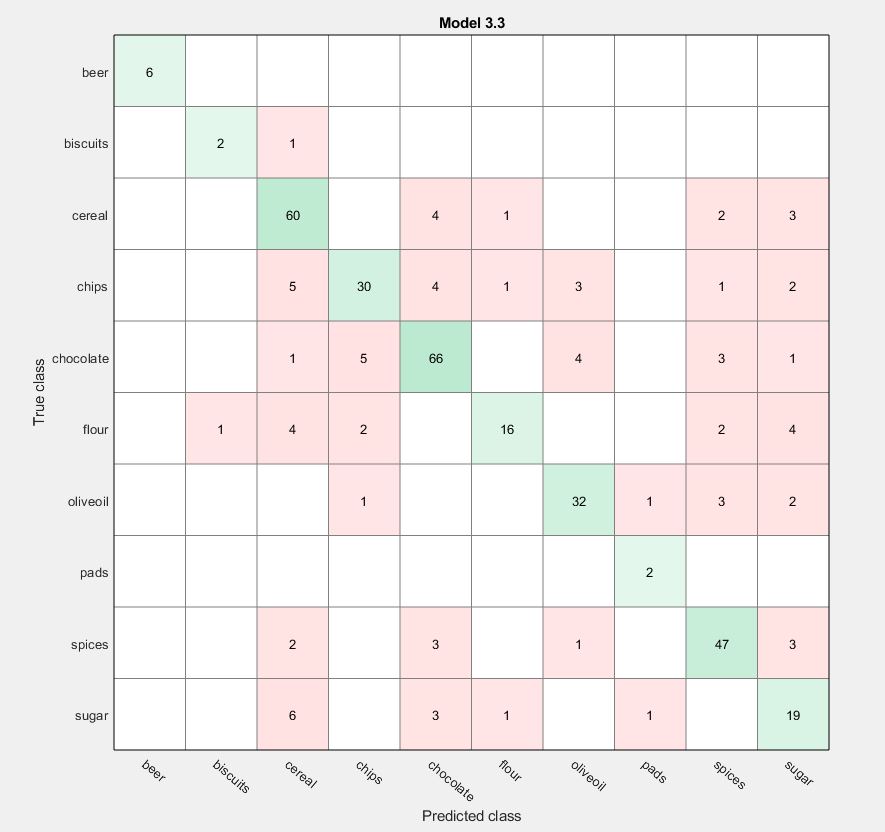 Model 3.3
True class
beer 6
biscuits 2 1
cereal 60 4 1 2 3
chips 5 30 4 1 3 1 2
chocolate 1 5 66 4 3 1
flour 1 4 2 16 2 4
oliveoil 1 32 1 3 2
pads 2
spices 2 3 1 47 3
sugar 6 3 1 1 19
beer biscuits cereal chips chocolate flour oliveoil pads spices sugar
Predicted class